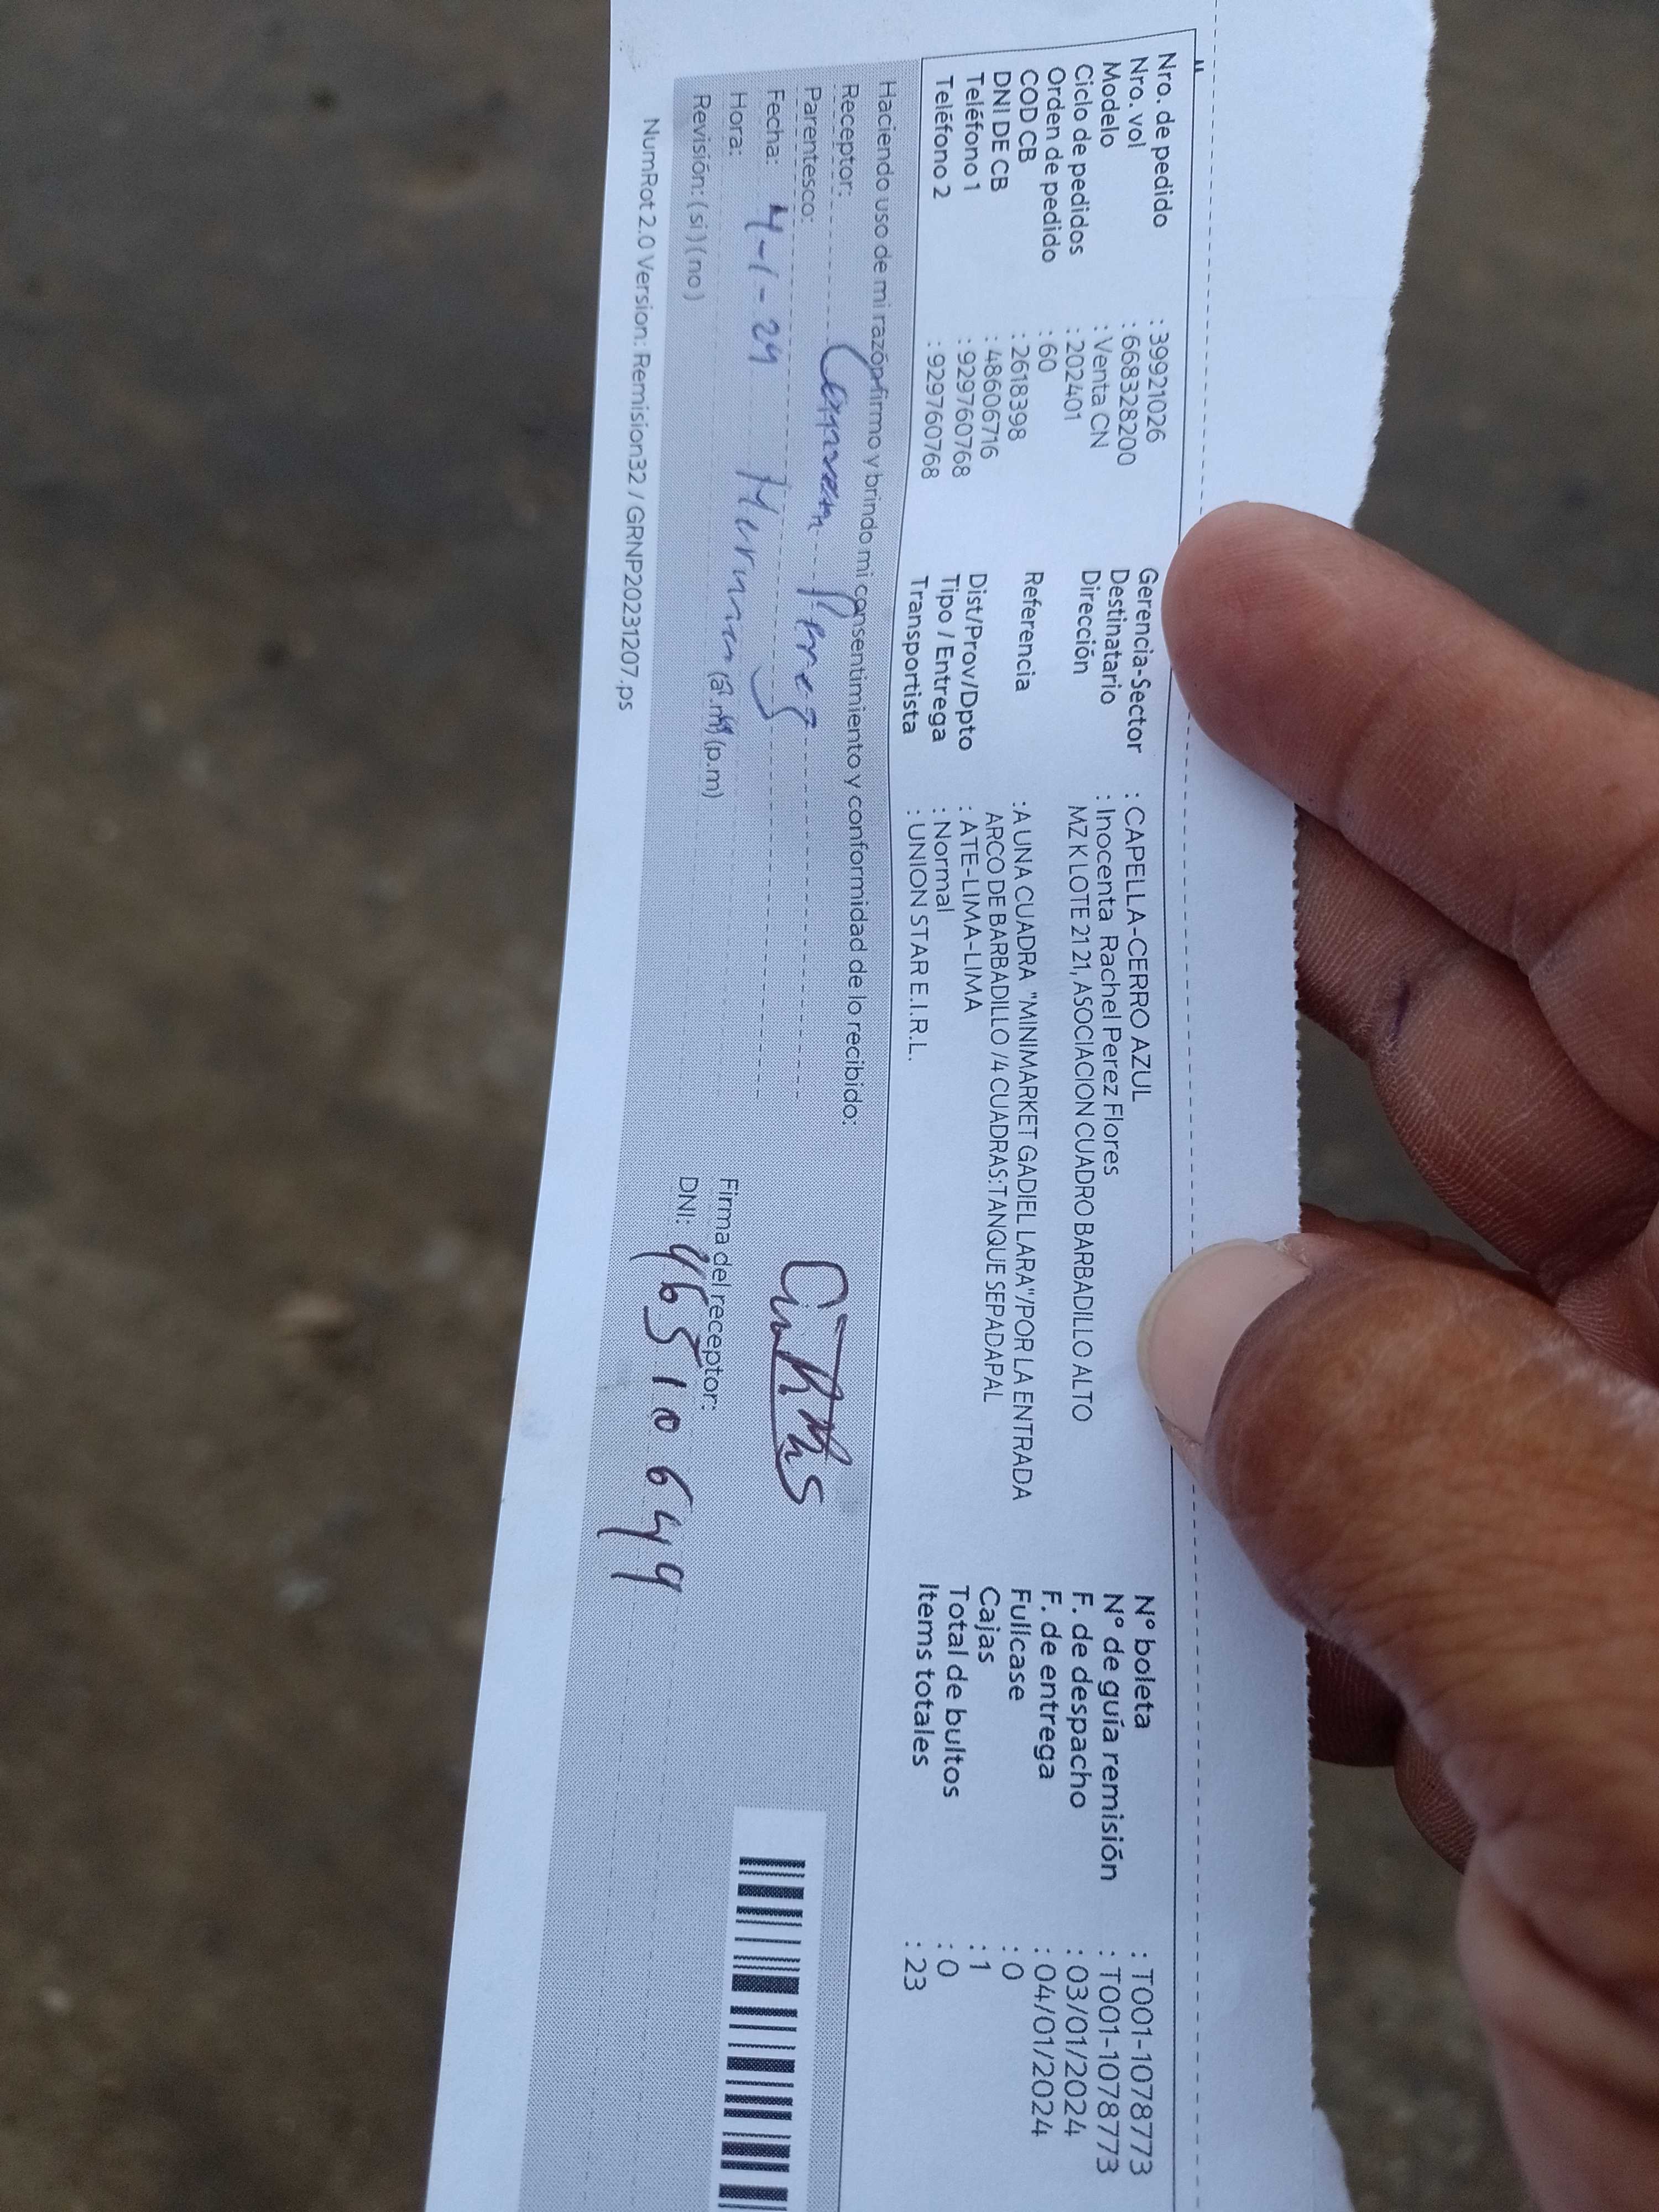 Nro. de pedido : 39921026
Nro. vol : 668328200
Modelo : Venta CN
Ciclo de pedidos : 202401
Orden de pedido : 60
COD CB : 2618398
DNI DE CB : 48606716
Teléfono 1 : 929760768
Teléfono 2 : 929760768
Gerencia-Sector : CAPELLA-CERRO AZUL
Destinatario : Inocenta Rachel Perez Flores
Dirección MZ K LOTE 21 21, ASOCIACION CUADRO BARBADILLO ALTO
Referencia : A UNA CUADRA "MINIMARKET GADIEL LARA"/POR LA ENTRADA
ARCO DE BARBADILLO /4 CUADRAS:TANQUE SEPADAPAL
Dist/Prov/Dpto : ATE-LIMA-LIMA
Tipo / Entrega : Normal
Transportista : UNION STAR E.I.R.L.
N° boleta : T001-1078773
N° de guía remisión : T001-1078773
F. de despacho : 03/01/2024
F. de entrega : 04/01/2024
Fullcase : 0
Cajas : 1
Total de bultos : 0
Items totales : 23
Haciendo uso de mi razón firmo y brindo mi consentimiento y conformidad de lo recibido:
Receptor: Perez
Parentesco:
Fecha: 4-1-24
Hora: (a.m) (p.m)
Revisión: ( si ) ( no )
Firma del receptor:
DNI: 46510649
NumRot 2.0 Version: Remision32 / GRNP20231207.ps